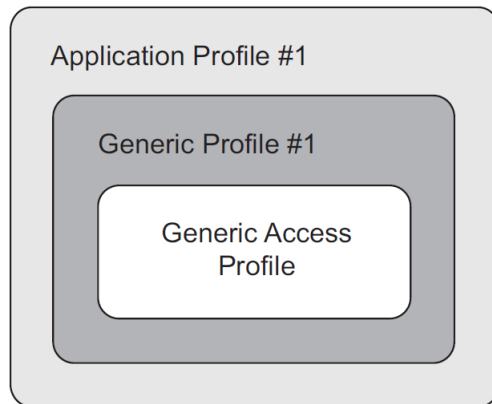 Application Profile #1
Generic Profile #1
Generic Access
Profile